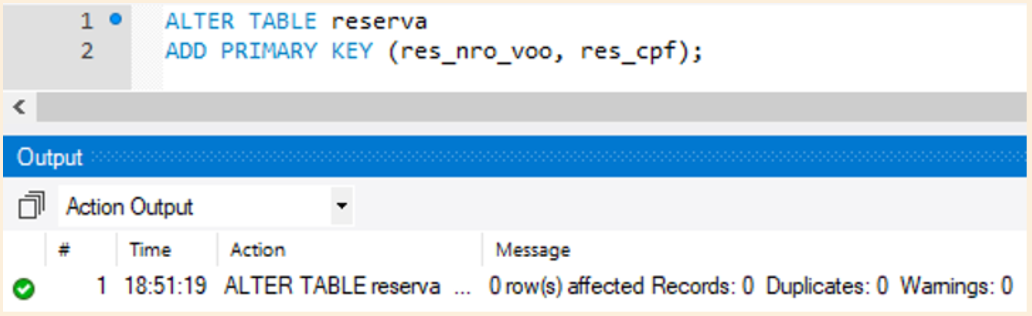 1 ALTER TABLE reserva
2 ADD PRIMARY KEY (res_nro_voo, res_cpf);
Output
Action Output
# Time Action Message
1 18:51:19 ALTER TABLE reserva ... 0 row(s) affected Records: 0 Duplicates: 0 Warnings: 0